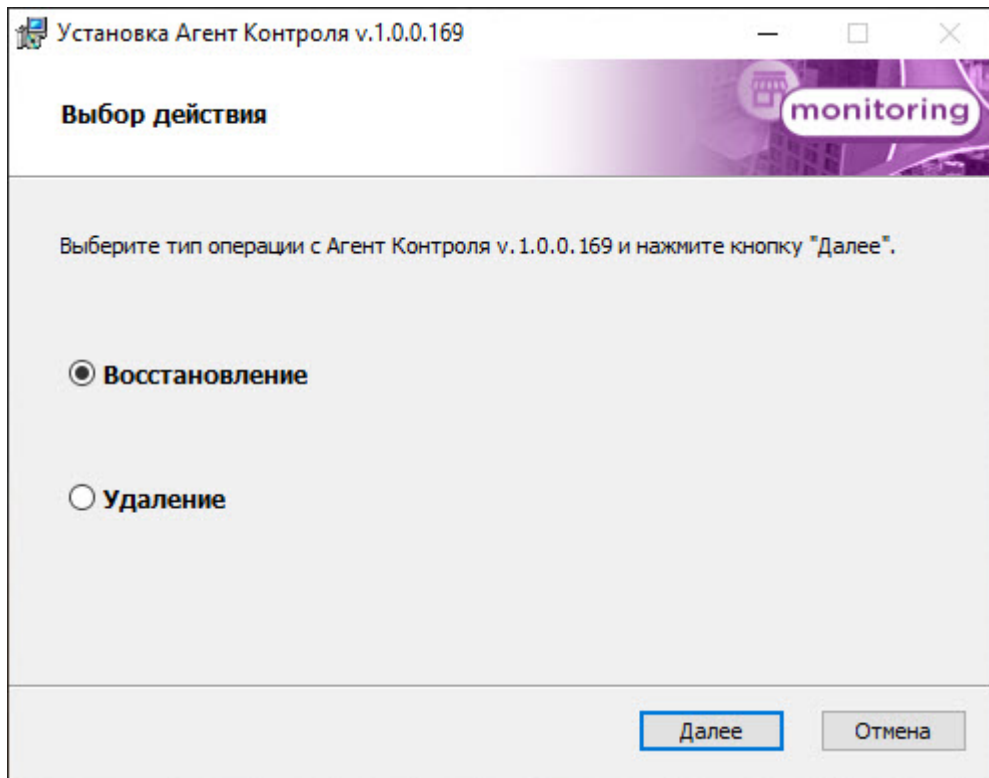 Установка Агент Контроля v.1.0.0.169
monitoring
Выбор действия
Выберите тип операции с Агент Контроля v.1.0.0.169 и нажмите кнопку "Далее".
Восстановление
Удаление
Далее
Отмена